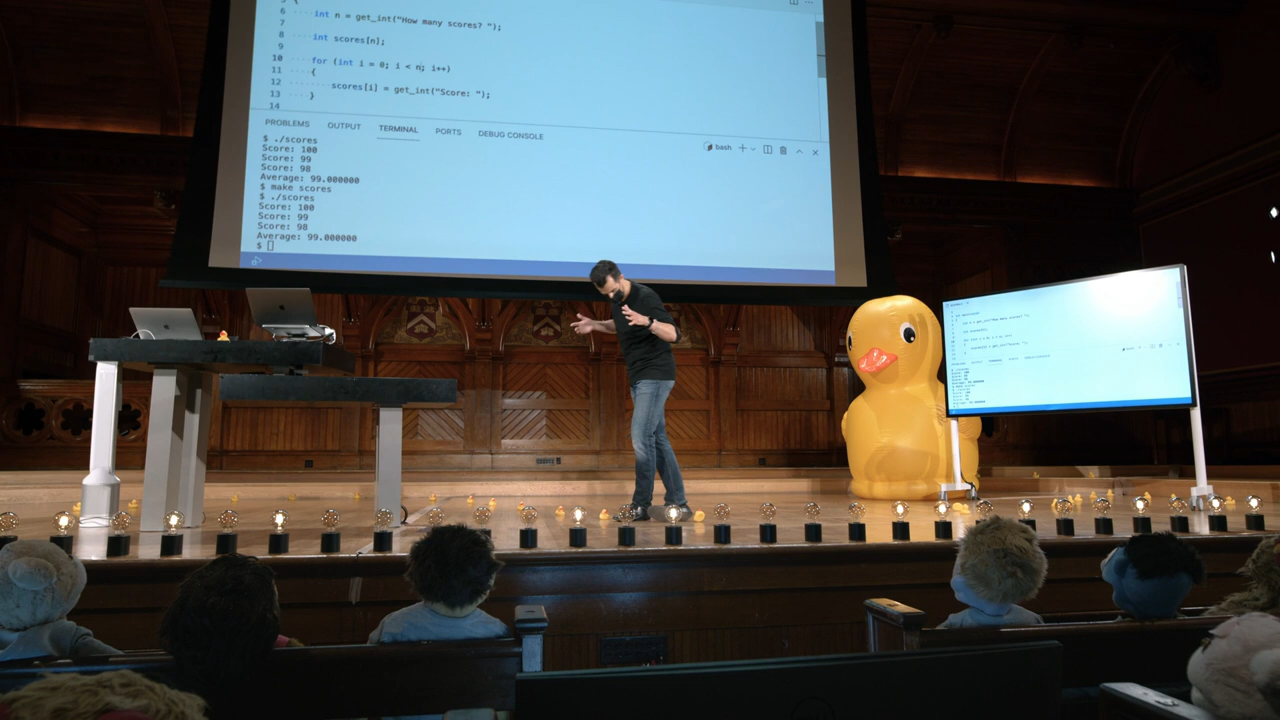 5 {
6 ····int n = get_int("How many scores? ");
7
8 ····int scores[n];
9
10 ····for (int i = 0; i < n; i++)
11 ····{
12 ········scores[i] = get_int("Score: ");
13 ····}
14
PROBLEMS OUTPUT TERMINAL PORTS DEBUG CONSOLE
bash
$ ./scores
Score: 100
Score: 99
Score: 98
Average: 99.000000
$ make scores
$ ./scores
Score: 100
Score: 99
Score: 98
Average: 99.000000
$